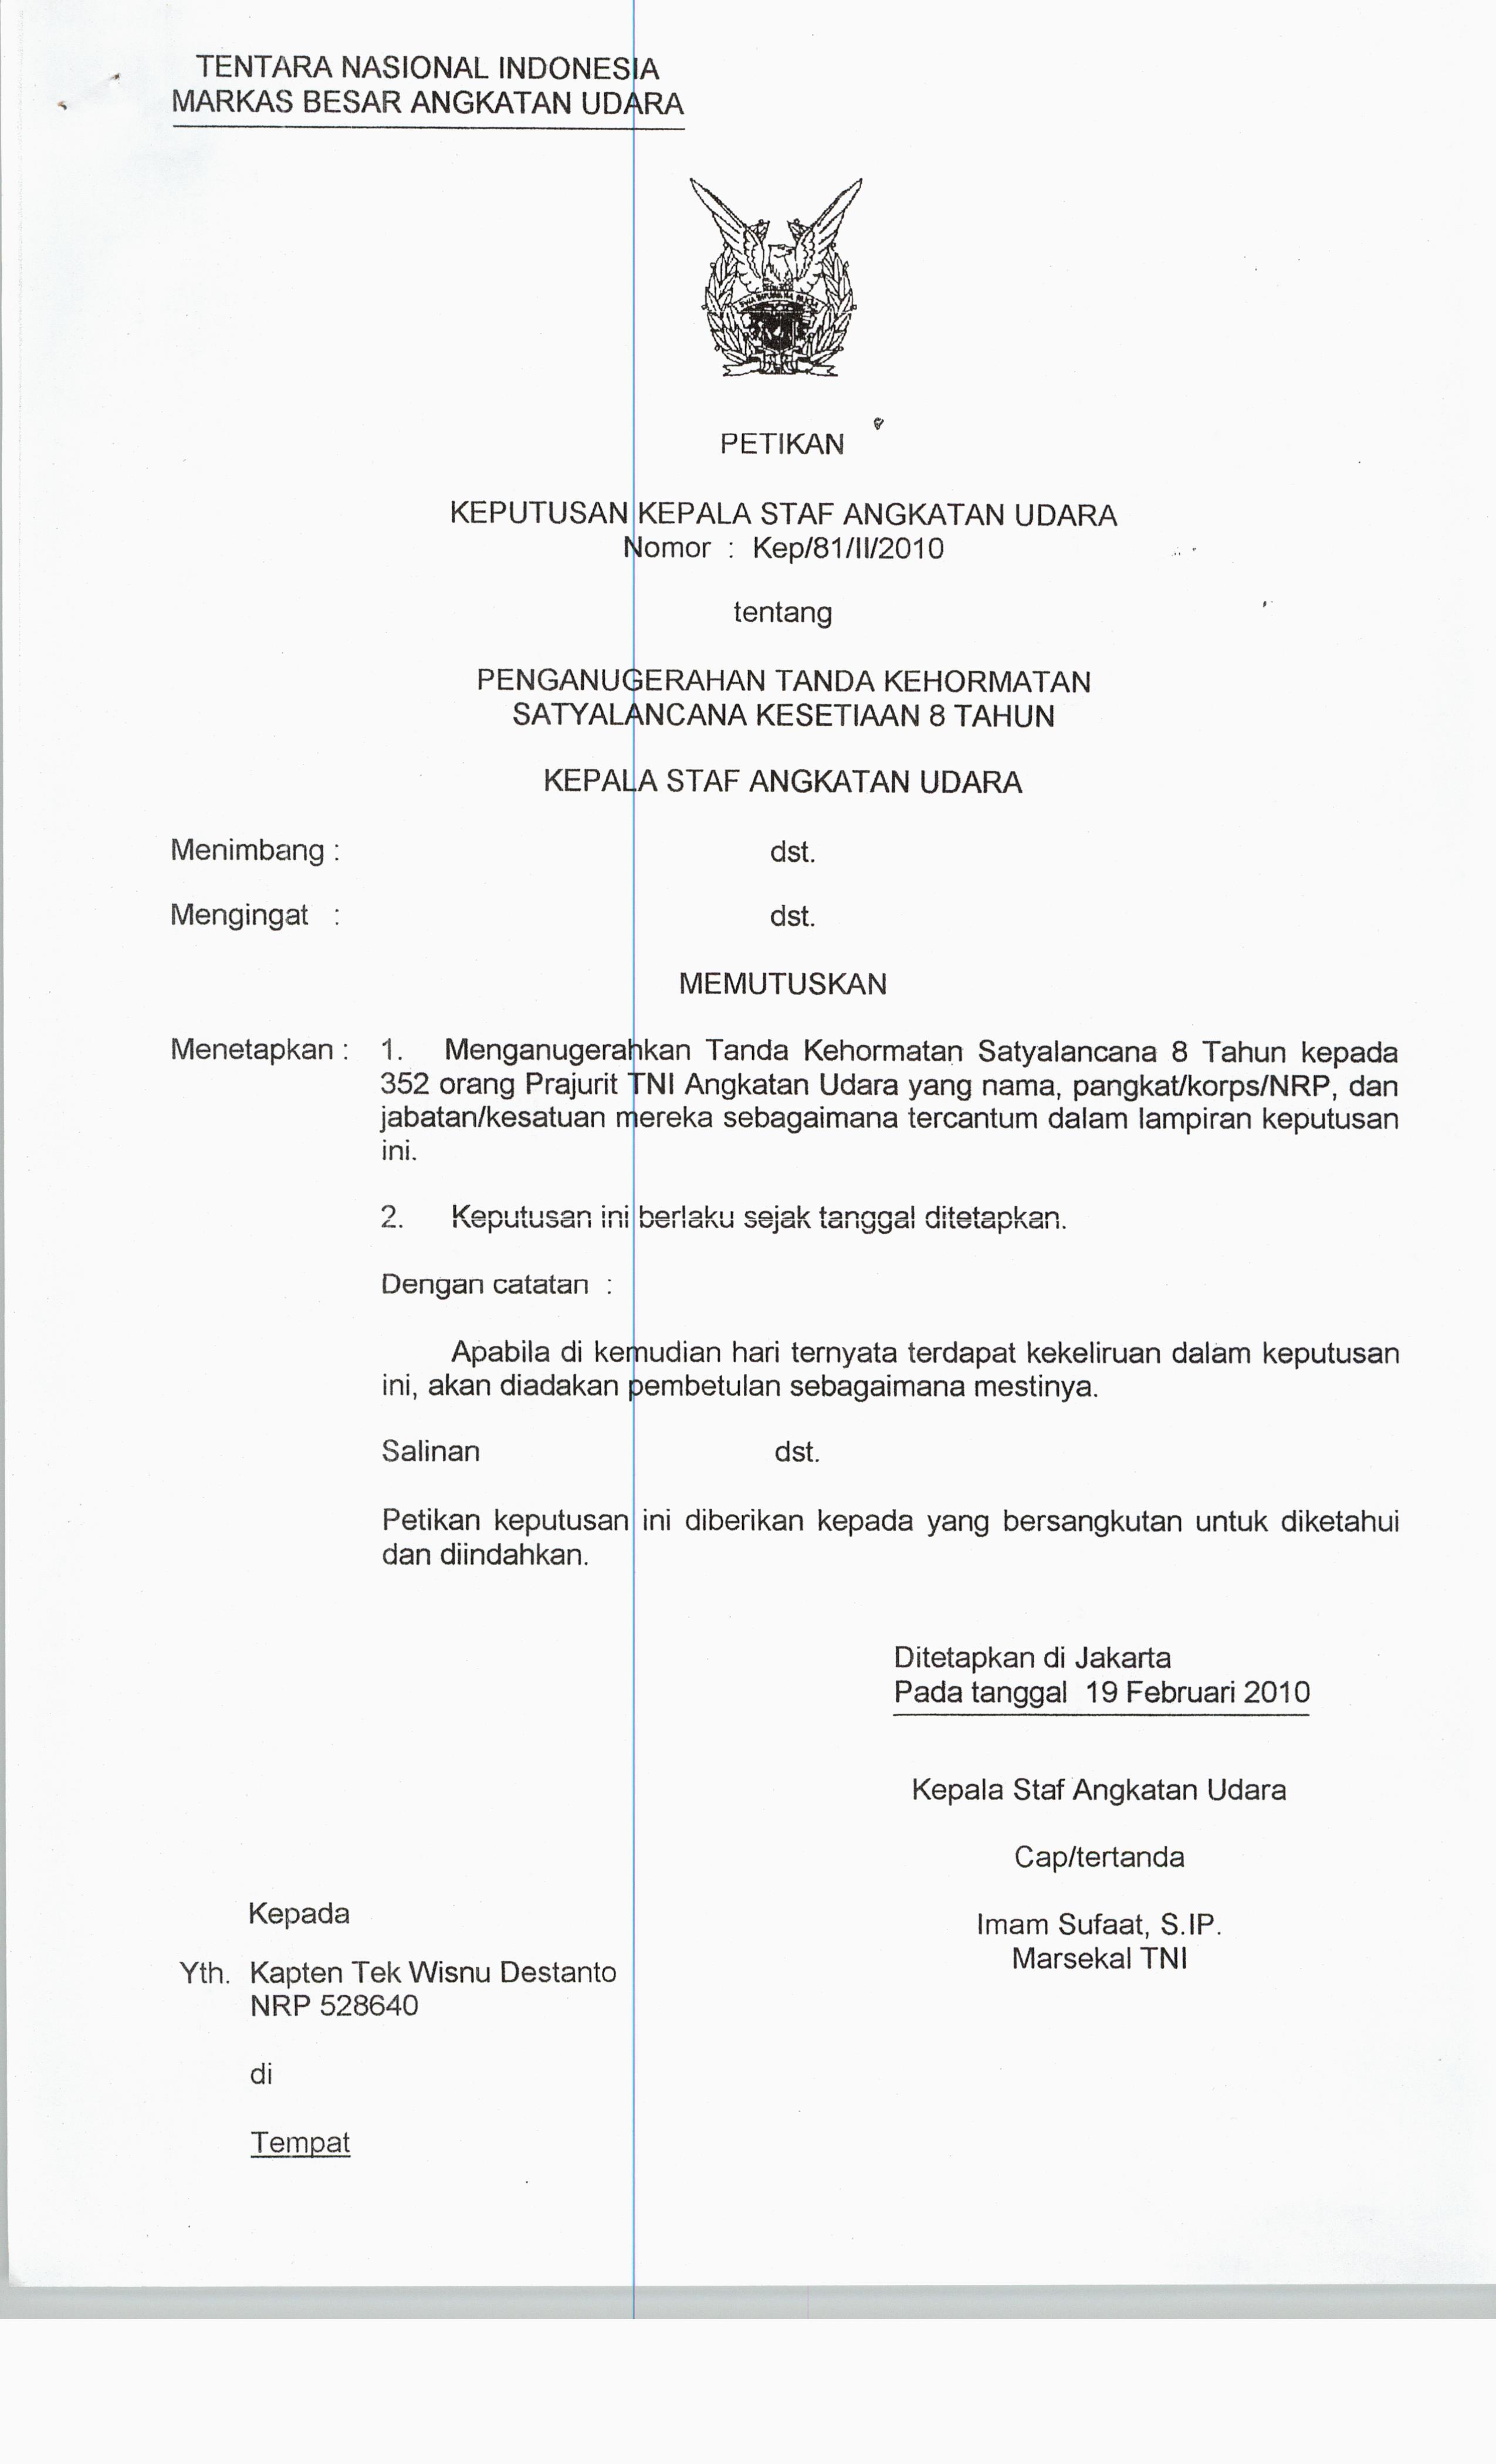 TENTARA NASIONAL INDONESIA
MARKAS BESAR ANGKATAN UDARA
PETIKAN
KEPUTUSAN KEPALA STAF ANGKATAN UDARA
Nomor : Kep/81/II/2010
tentang
PENGANUGERAHAN TANDA KEHORMATAN
SATYALANCANA KESETIAAN 8 TAHUN
KEPALA STAF ANGKATAN UDARA
Menimbang : dst.
Mengingat : dst.
MEMUTUSKAN
Menetapkan : 1. Menganugerahkan Tanda Kehormatan Satyalancana 8 Tahun kepada
352 orang Prajurit TNI Angkatan Udara yang nama, pangkat/korps/NRP, dan
jabatan/kesatuan mereka sebagaimana tercantum dalam lampiran keputusan
ini.
2. Keputusan ini berlaku sejak tanggal ditetapkan.
Dengan catatan :
Apabila di kemudian hari ternyata terdapat kekeliruan dalam keputusan
ini, akan diadakan pembetulan sebagaimana mestinya.
Salinan dst.
Petikan keputusan ini diberikan kepada yang bersangkutan untuk diketahui
dan diindahkan.
Ditetapkan di Jakarta
Pada tanggal 19 Februari 2010
Kepala Staf Angkatan Udara
Cap/tertanda
Imam Sufaat, S.IP.
Marsekal TNI
Kepada
Yth. Kapten Tek Wisnu Destanto
NRP 528640
di
Tempat